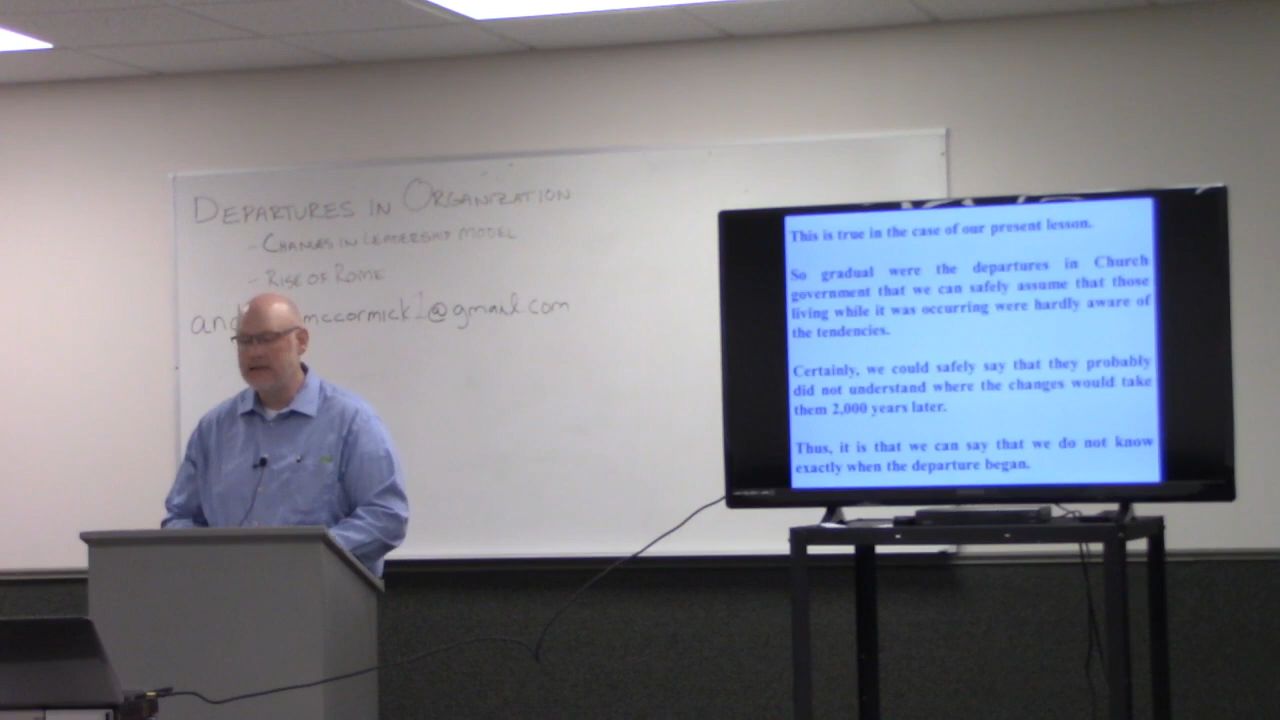 DEPARTURES IN ORGANIZATION
- CHANGES IN LEADERSHIP MODEL
- RISE OF ROME
and mccormick1@gmail.com
This is true in the case of our present lesson.
So gradual were the departures in Church
government that we can safely assume that those
living while it was occurring were hardly aware of
the tendencies.
Certainly, we could safely say that they probably
did not understand where the changes would take
them 2,000 years later.
Thus, it is that we can say that we do not know
exactly when the departure began.